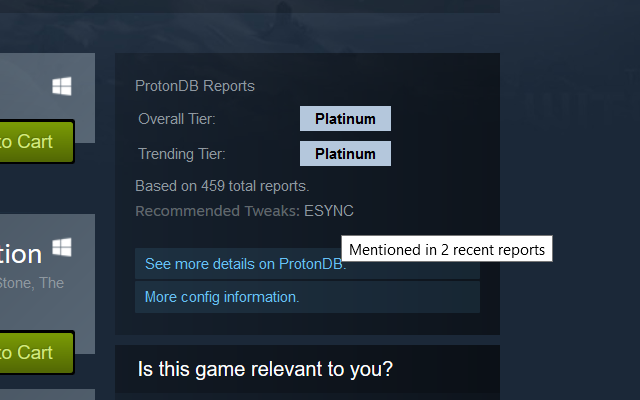 ProtonDB Reports
Overall Tier: Platinum
Trending Tier: Platinum
Based on 459 total reports.
Recommended Tweaks: ESYNC
Mentioned in 2 recent reports
See more details on ProtonDB.
More config information.
Is this game relevant to you?
to Cart
tion
Stone, The
to Cart